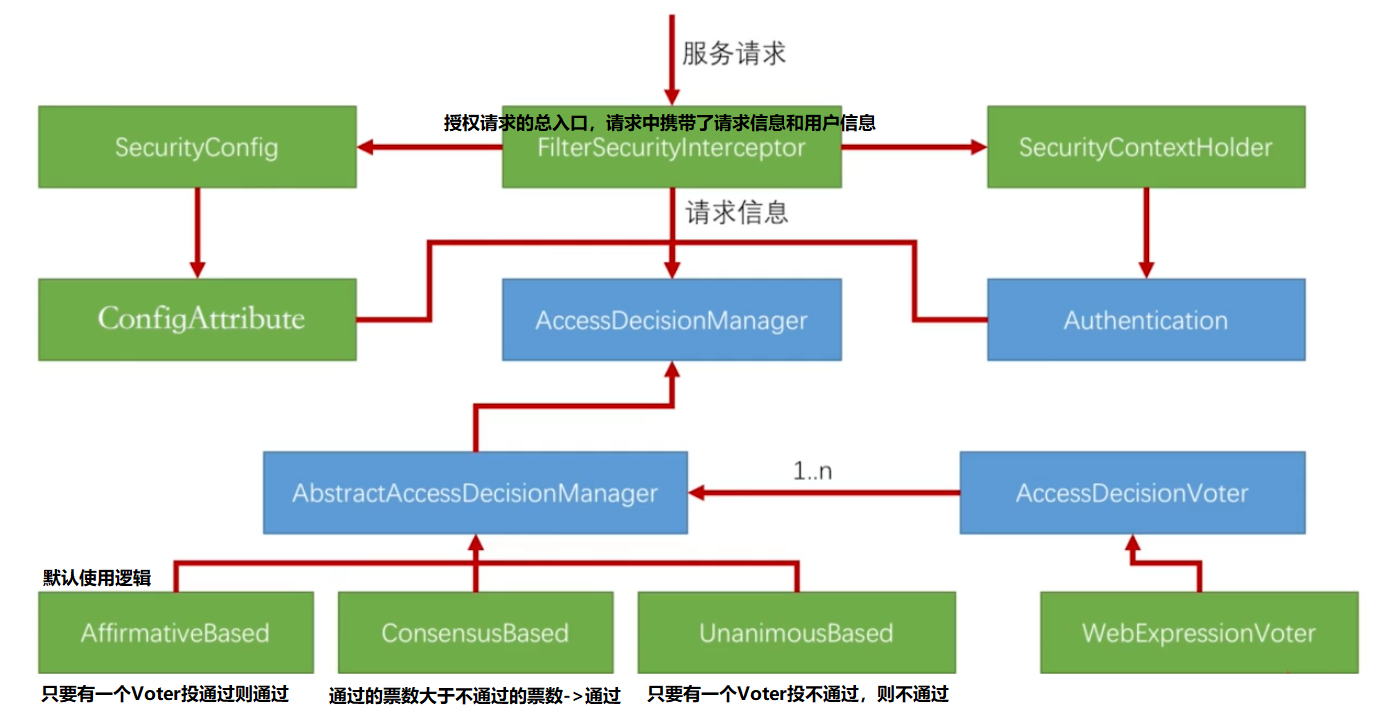 服务请求
授权请求的总入口，请求中携带了请求信息和用户信息
SecurityConfig
FilterSecurityInterceptor
SecurityContextHolder
请求信息
ConfigAttribute
AccessDecisionManager
Authentication
1..n
AbstractAccessDecisionManager
AccessDecisionVoter
默认使用逻辑
AffirmativeBased
ConsensusBased
UnanimousBased
WebExpressionVoter
只要有一个Voter投通过则通过
通过的票数大于不通过的票数->通过
只要有一个Voter投不通过，则不通过